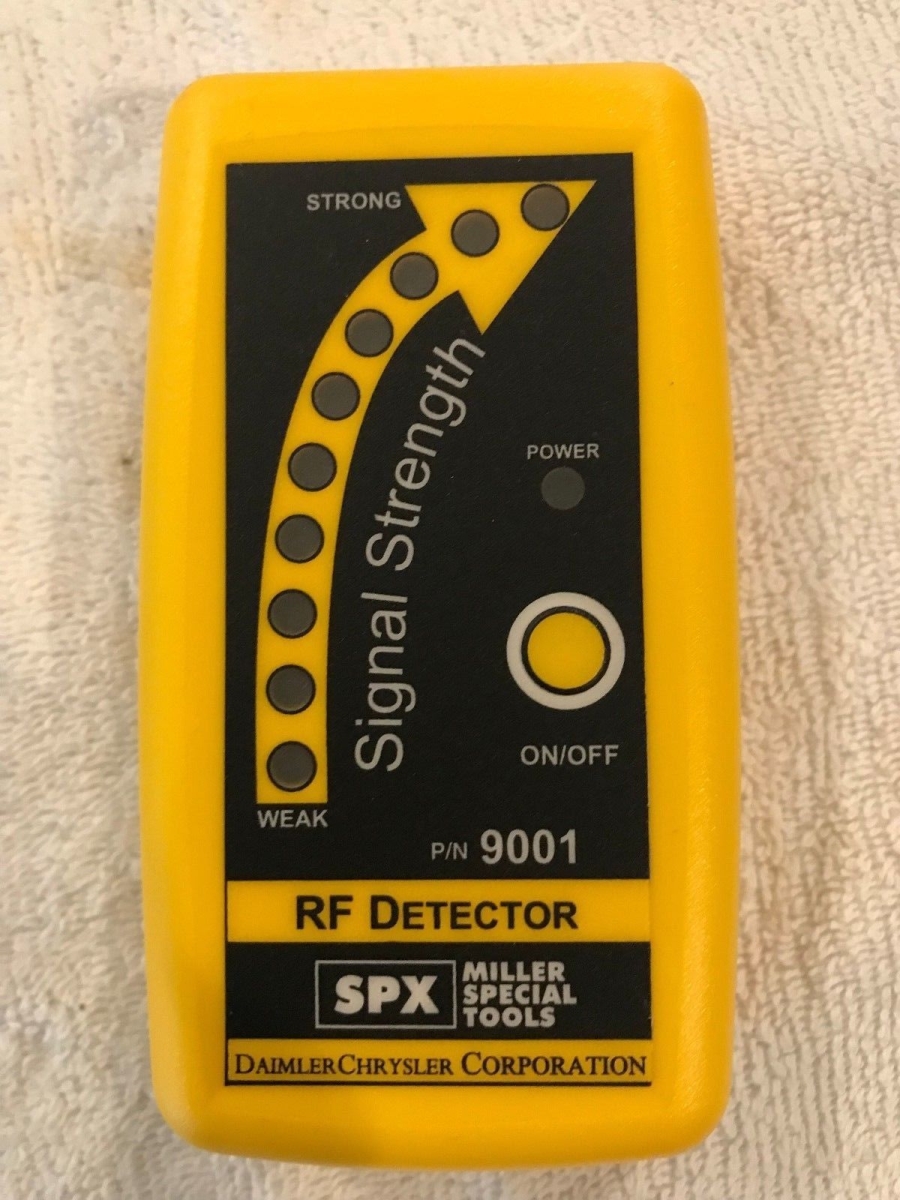 STRONG
Signal Strength
POWER
ON/OFF
WEAK
P/N 9001
RF DETECTOR
SPX
MILLER
SPECIAL
TOOLS
DAIMLERCHRYSLER CORPORATION